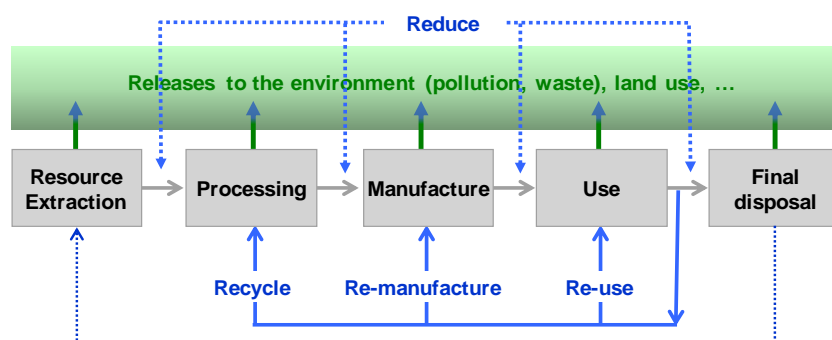 Reduce
Releases to the environment (pollution, waste), land use, …
Resource
Extraction
Processing
Manufacture
Use
Final
disposal
Recycle
Re-manufacture
Re-use